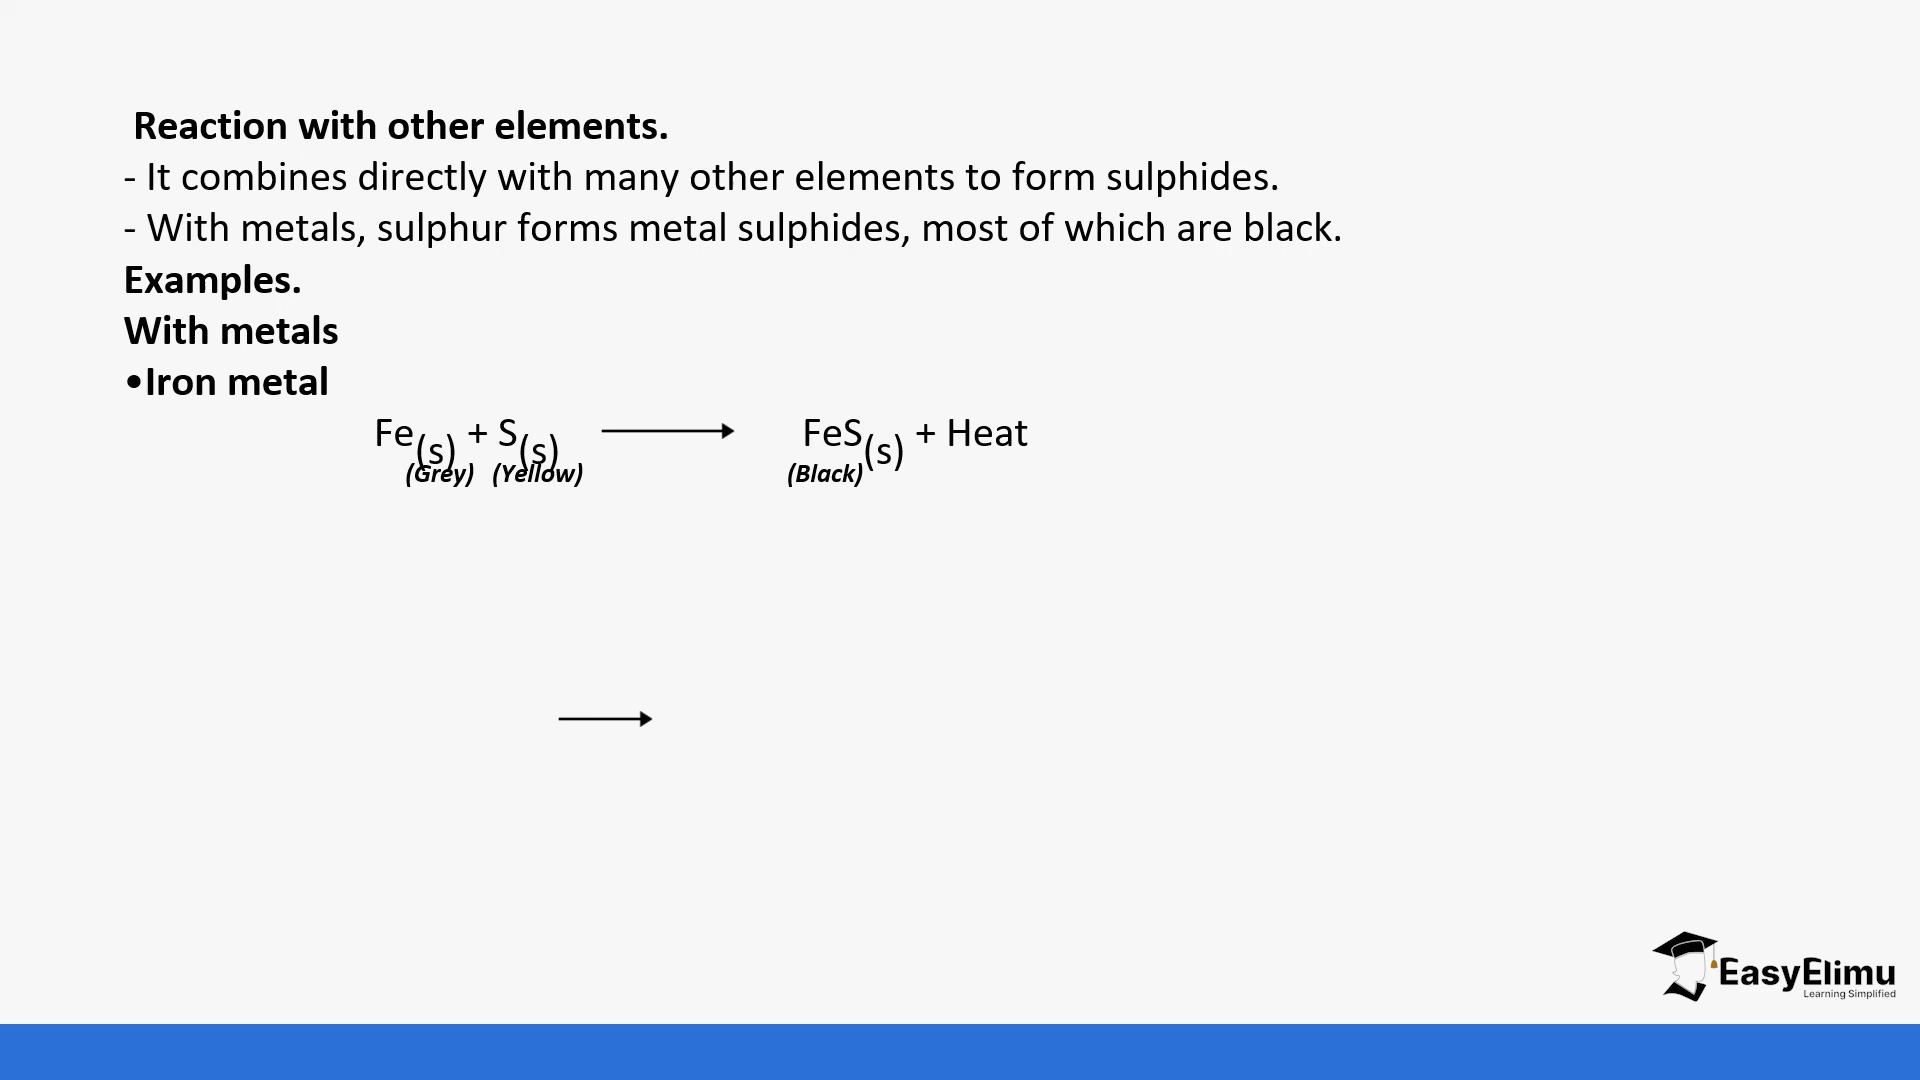 Reaction with other elements.
- It combines directly with many other elements to form sulphides.
- With metals, sulphur forms metal sulphides, most of which are black.
Examples.
With metals
•Iron metal
Fe(s) + S(s) ⟶ FeS(s) + Heat
(Grey) (Yellow) (Black)
⟶
EasyElimu
Learning Simplified